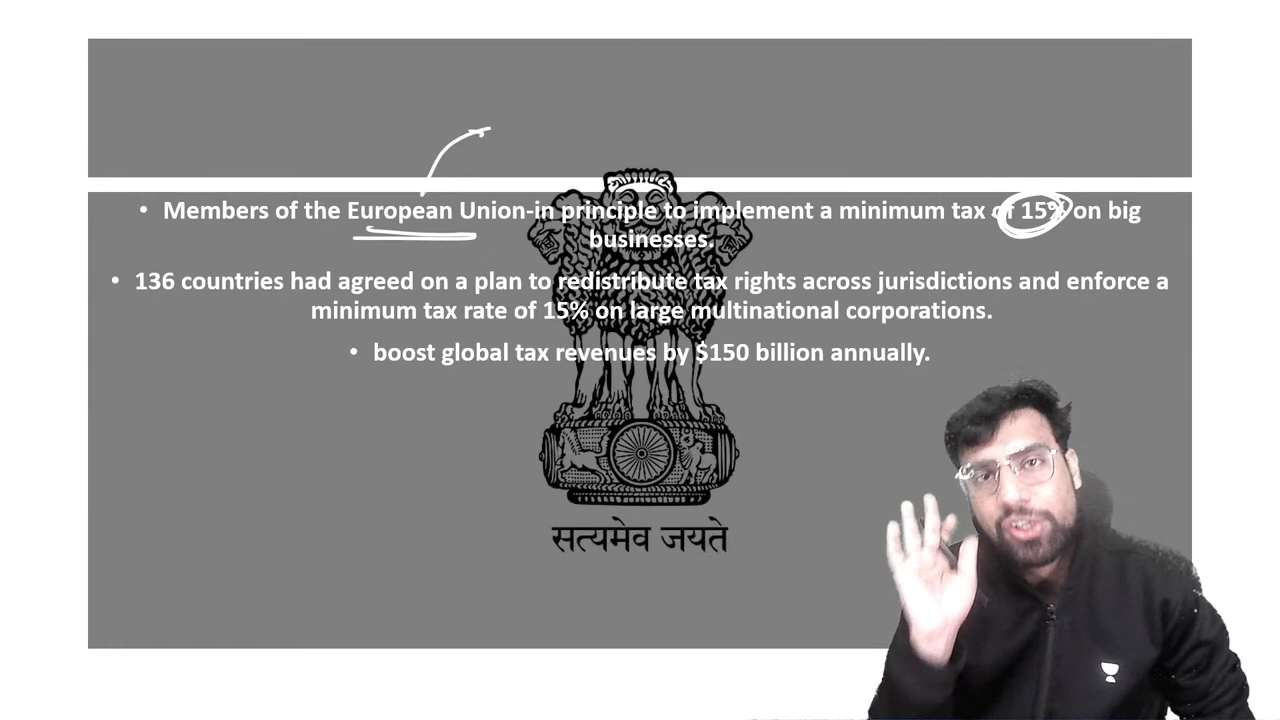 • Members of the European Union-in principle to implement a minimum tax of 15% on big
businesses.
• 136 countries had agreed on a plan to redistribute tax rights across jurisdictions and enforce a
minimum tax rate of 15% on large multinational corporations.
• boost global tax revenues by $150 billion annually.
सत्यमेव जयते